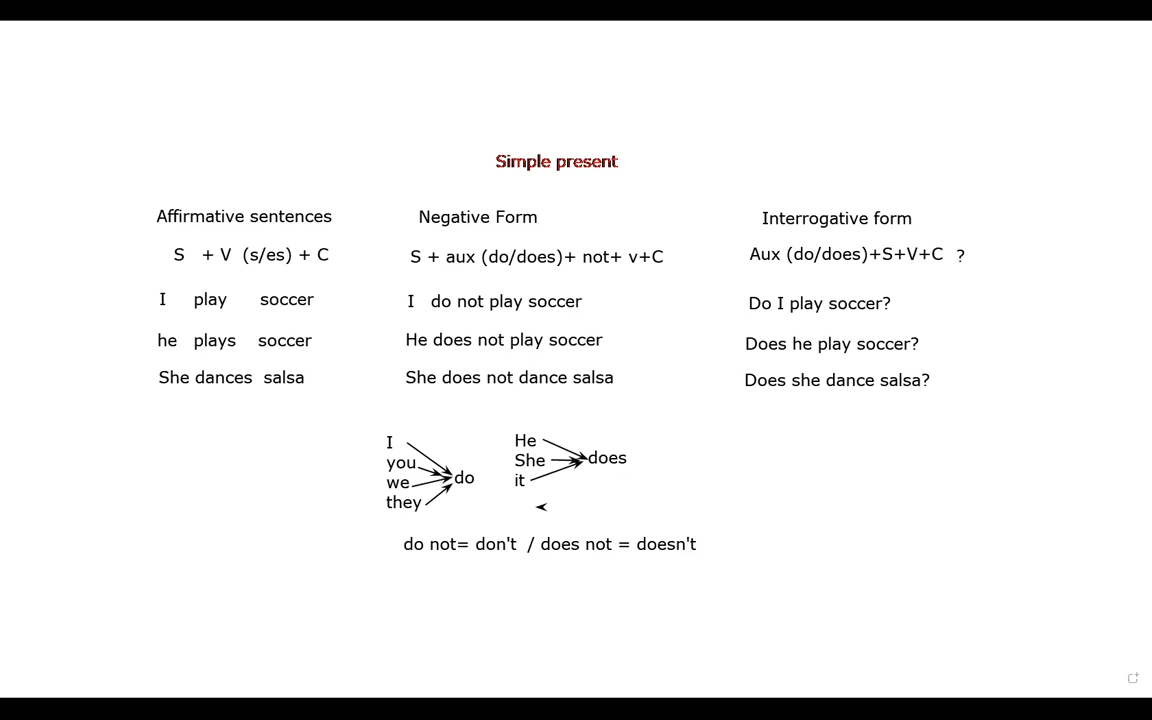 Simple present
Affirmative sentences
S + V (s/es) + C
I play soccer
he plays soccer
She dances salsa
Negative Form
S + aux (do/does)+ not+ v+C
I do not play soccer
He does not play soccer
She does not dance salsa
Interrogative form
Aux (do/does)+S+V+C ?
Do I play soccer?
Does he play soccer?
Does she dance salsa?
I
you
we
they
do
He
She
it
does
do not= don't / does not = doesn't